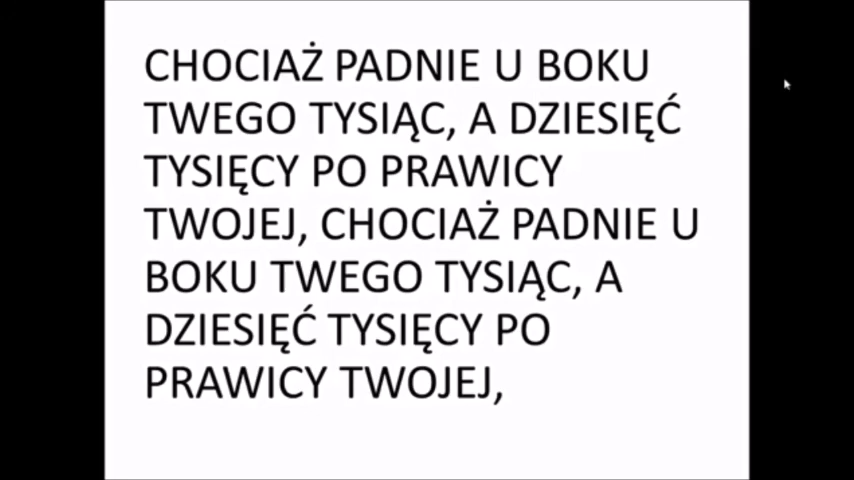 CHOCIAŻ PADNIE U BOKU
TWEGO TYSIĄC, A DZIESIĘĆ
TYSIĘCY PO PRAWICY
TWOJEJ, CHOCIAŻ PADNIE U
BOKU TWEGO TYSIĄC, A
DZIESIĘĆ TYSIĘCY PO
PRAWICY TWOJEJ,